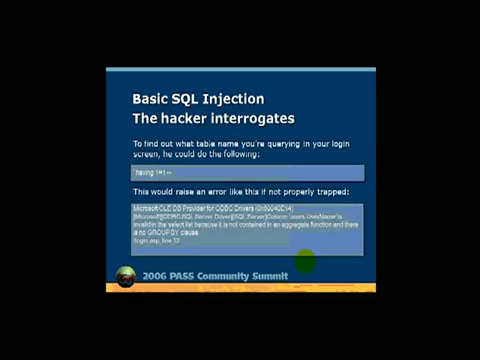 Basic SQL Injection
The hacker interrogates
To find out what table name you're querying in your login
screen, he could do the following:
' having 1=1 --
This would raise an error like this if not properly trapped:
Microsoft OLE DB Provider for ODBC Drivers (0x80040E14)
[Microsoft][ODBC SQL Server Driver][SQL Server]Column 'users.UserName' is
invalid in the select list because it is not contained in an aggregate function and there
is no GROUP BY clause.
/login.asp, line 12
2006 PASS Community Summit